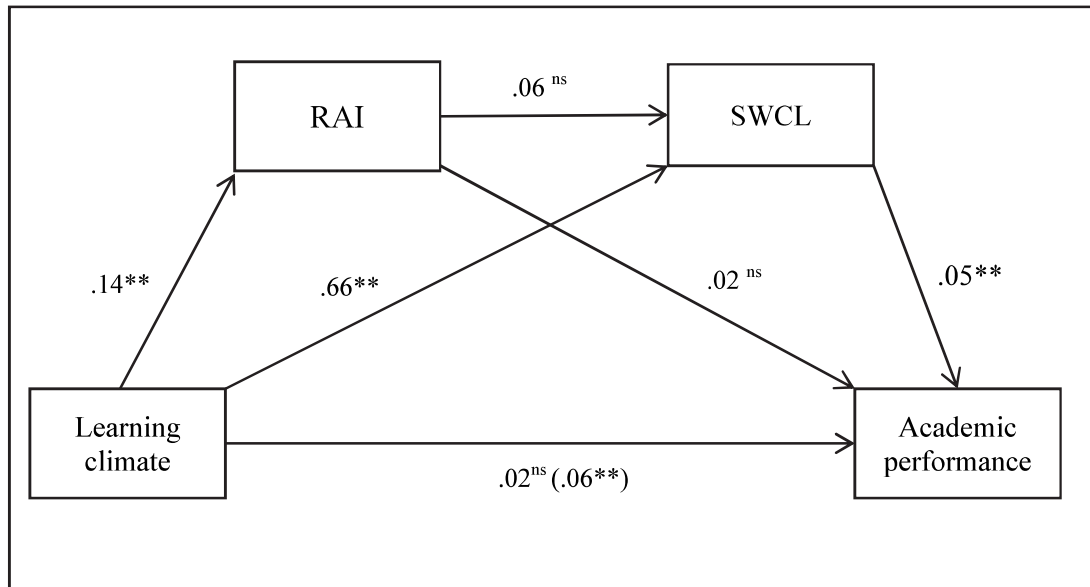 RAI
.06 ns
SWCL
.14**
.66**
.02 ns
.05**
Learning
climate
.02ns (.06**)
Academic
performance